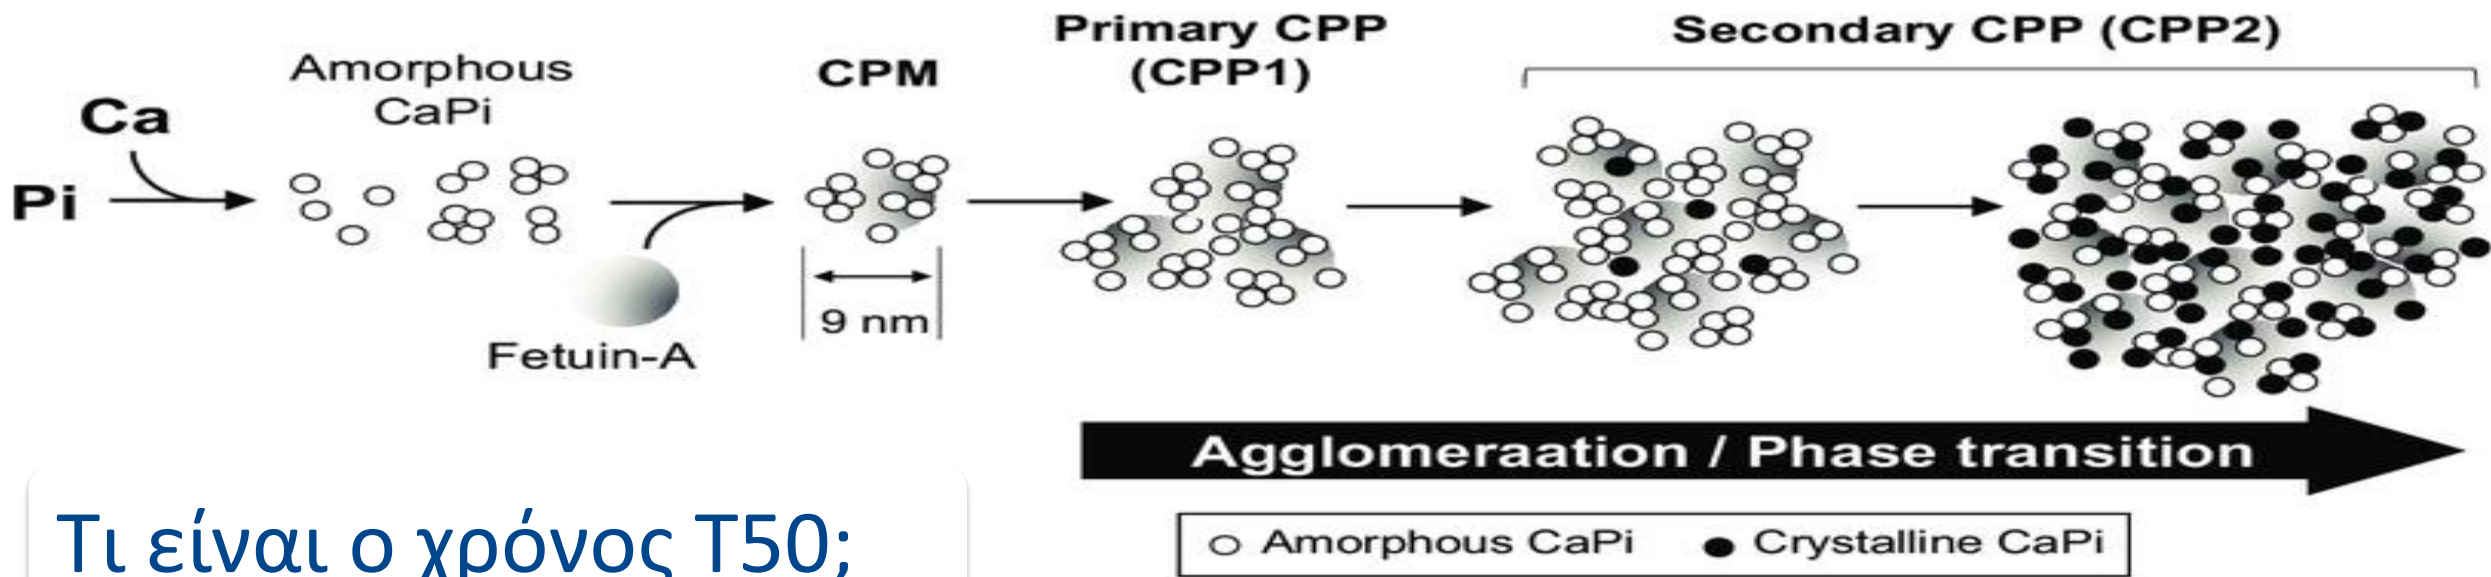 Ca
Pi
Amorphous
CaPi
Fetuin-A
CPM
9 nm
Primary CPP
(CPP1)
Secondary CPP (CPP2)
Agglomeraation / Phase transition
Amorphous CaPi
Crystalline CaPi
Τι είναι ο χρόνος Τ50;